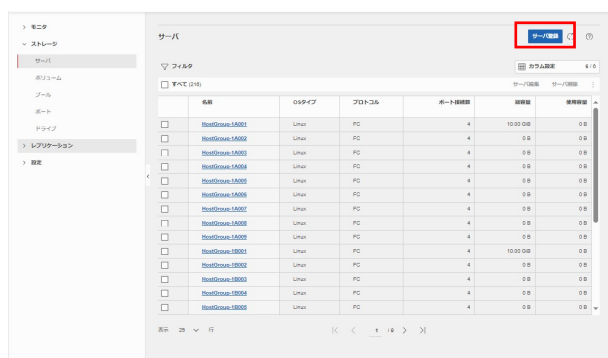 モニタ
ストレージ
サーバ
ボリューム
プール
ポート
ドライブ
レプリケーション
設定
サーバ
サーバ登録
フィルタ
カラム設定 6 / 6
すべて (216) サーバ編集 サーバ削除
名前 OSタイプ プロトコル ポート接続数 総容量 使用容量
HostGroup-1A001 Linux FC 4 10.00 GiB 0 B
HostGroup-1A002 Linux FC 4 0 B 0 B
HostGroup-1A003 Linux FC 4 0 B 0 B
HostGroup-1A004 Linux FC 4 0 B 0 B
HostGroup-1A005 Linux FC 4 0 B 0 B
HostGroup-1A006 Linux FC 4 0 B 0 B
HostGroup-1A007 Linux FC 4 0 B 0 B
HostGroup-1A008 Linux FC 4 0 B 0 B
HostGroup-1A009 Linux FC 4 0 B 0 B
HostGroup-1B001 Linux FC 4 10.00 GiB 0 B
HostGroup-1B002 Linux FC 4 0 B 0 B
HostGroup-1B003 Linux FC 4 0 B 0 B
HostGroup-1B004 Linux FC 4 0 B 0 B
HostGroup-1B005 Linux FC 4 0 B 0 B
表示 25 行 1 / 9